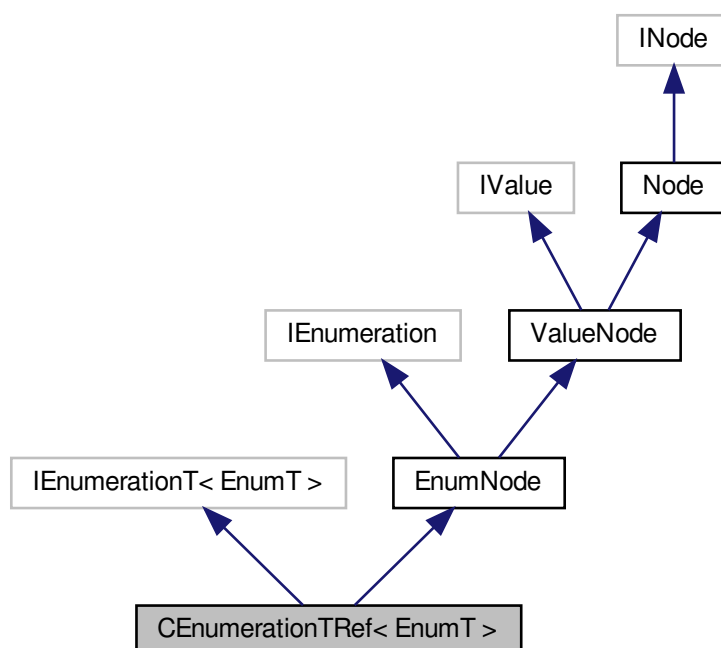 INode
IValue
Node
IEnumeration
ValueNode
IEnumerationT< EnumT >
EnumNode
CEnumerationTRef< EnumT >